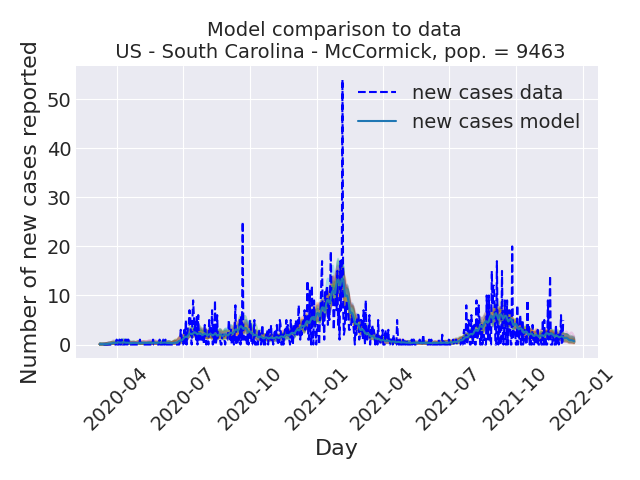 Model comparison to data
US - South Carolina - McCormick, pop. = 9463
Number of new cases reported
50
40
30
20
10
0
new cases data
new cases model
2020-04
2020-07
2020-10
2021-01
2021-04
2021-07
2021-10
2022-01
Day